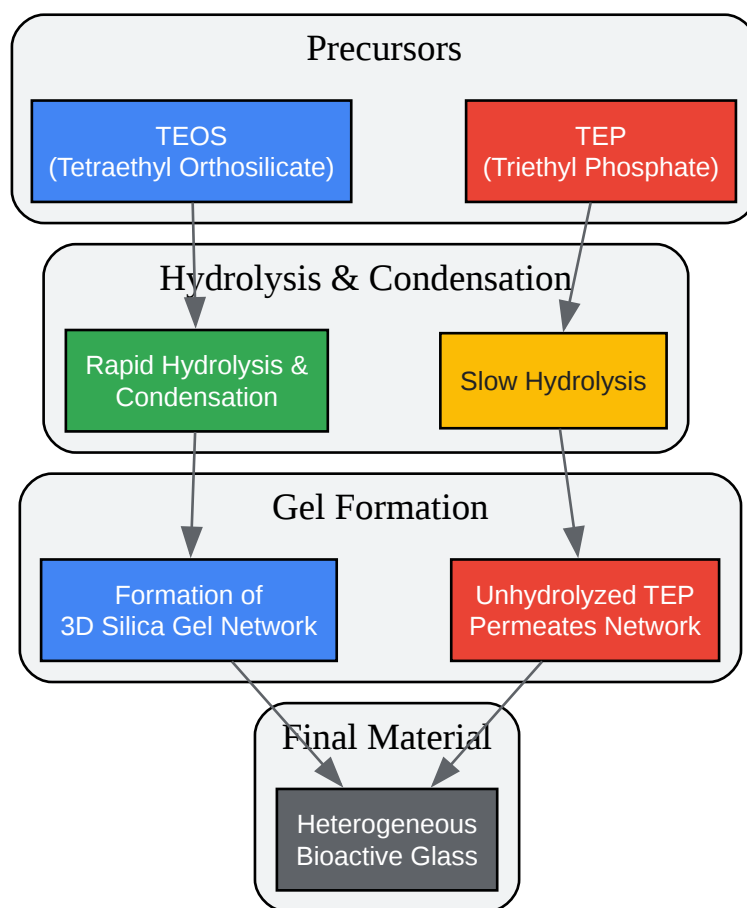 Precursors
TEOS
(Tetraethyl Orthosilicate)
TEP
(Triethyl Phosphate)
Hydrolysis & Condensation
Rapid Hydrolysis &
Condensation
Slow Hydrolysis
Gel Formation
Formation of
3D Silica Gel Network
Unhydrolyzed TEP
Permeates Network
Final Material
Heterogeneous
Bioactive Glass